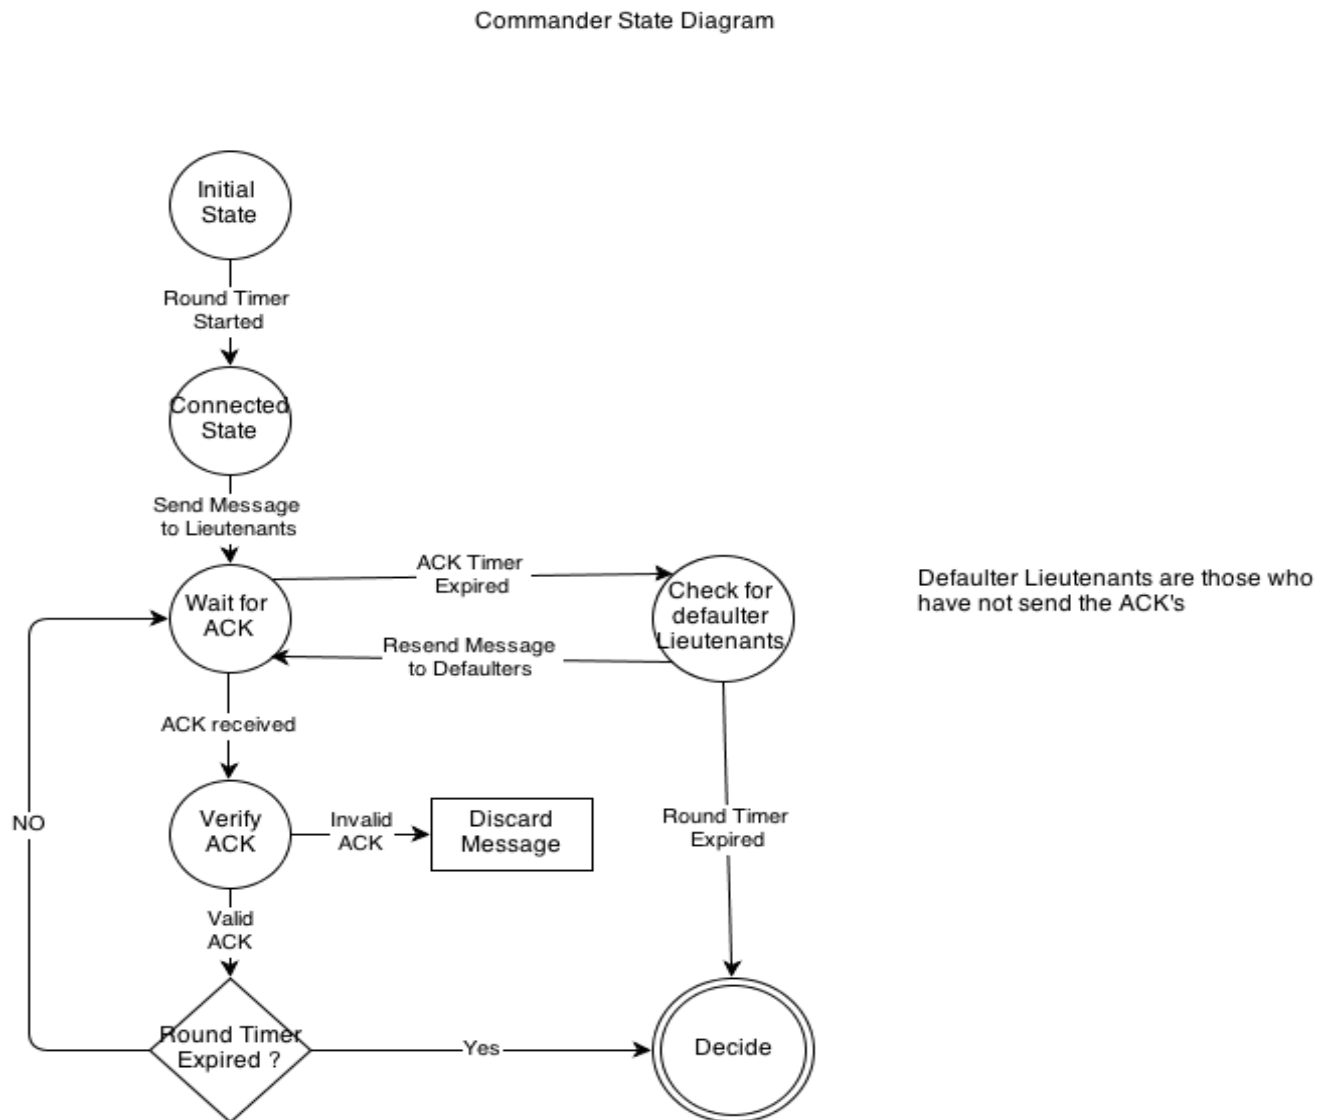 Commander State Diagram
Initial
State
Round Timer
Started
Connected
State
Send Message
to Lieutenants
Wait for
ACK
ACK Timer
Expired
Check for
defaulter
Lieutenants
Defaulter Lieutenants are those who
have not send the ACK's
Resend Message
to Defaulters
ACK received
NO
Verify
ACK
Invalid
ACK
Discard
Message
Round Timer
Expired
Valid
ACK
Round Timer
Expired ?
Yes
Decide